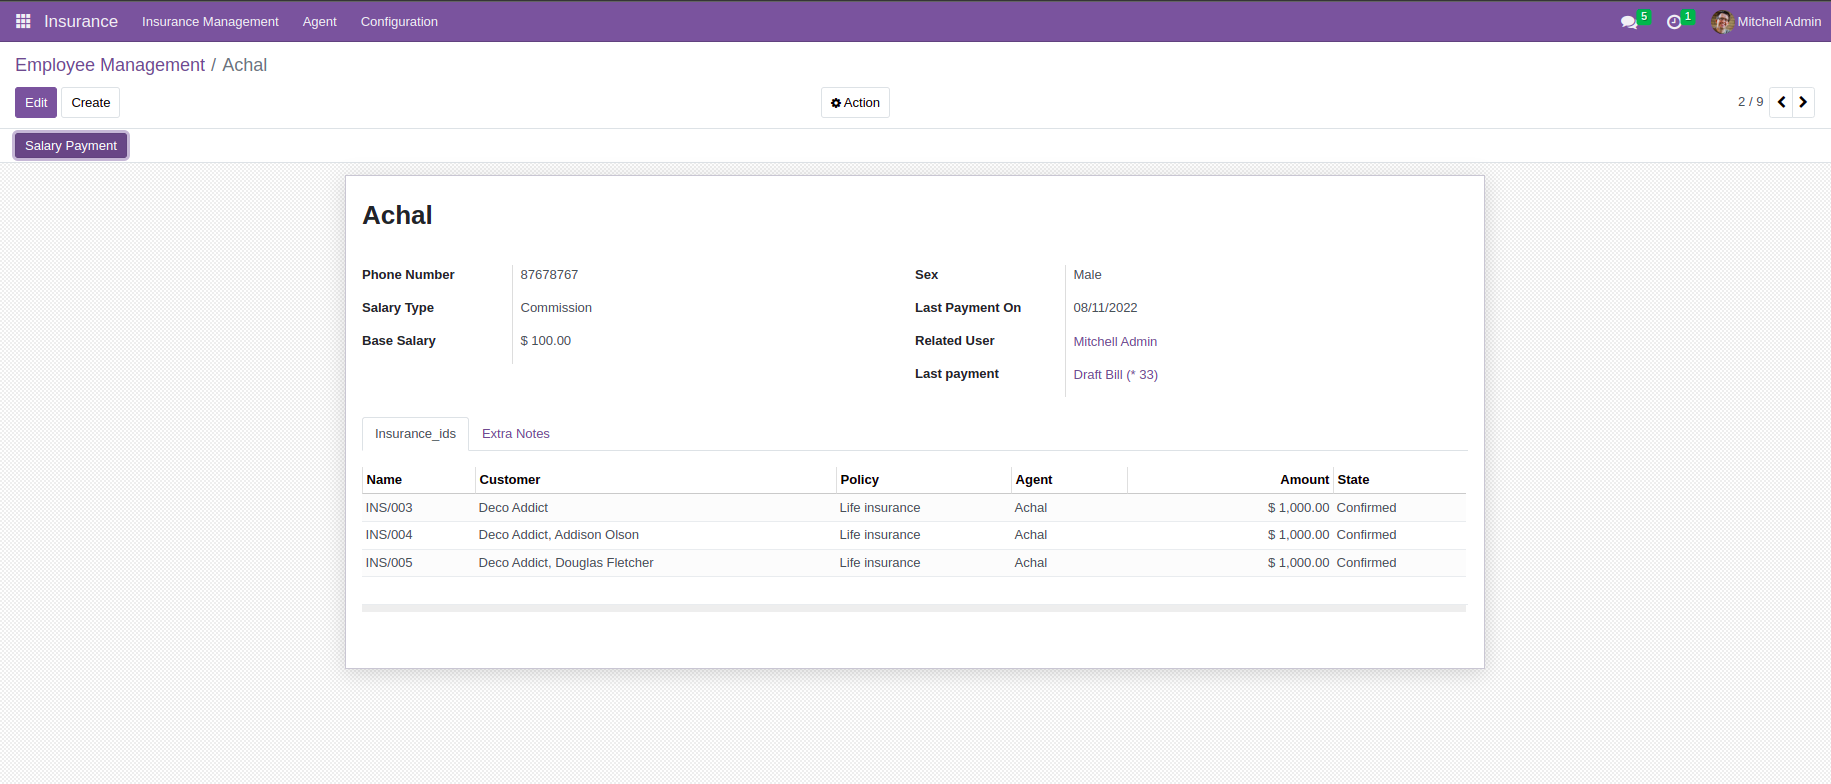 Insurance Insurance Management Agent Configuration 5 1 Mitchell Admin
Employee Management / Achal
Edit Create Action 2 / 9
Salary Payment
Achal
Phone Number 87678767 Sex Male
Salary Type Commission Last Payment On 08/11/2022
Base Salary $ 100.00 Related User Mitchell Admin
Last payment Draft Bill (* 33)
Insurance_ids Extra Notes
Name Customer Policy Agent Amount State
INS/003 Deco Addict Life insurance Achal $ 1,000.00 Confirmed
INS/004 Deco Addict, Addison Olson Life insurance Achal $ 1,000.00 Confirmed
INS/005 Deco Addict, Douglas Fletcher Life insurance Achal $ 1,000.00 Confirmed